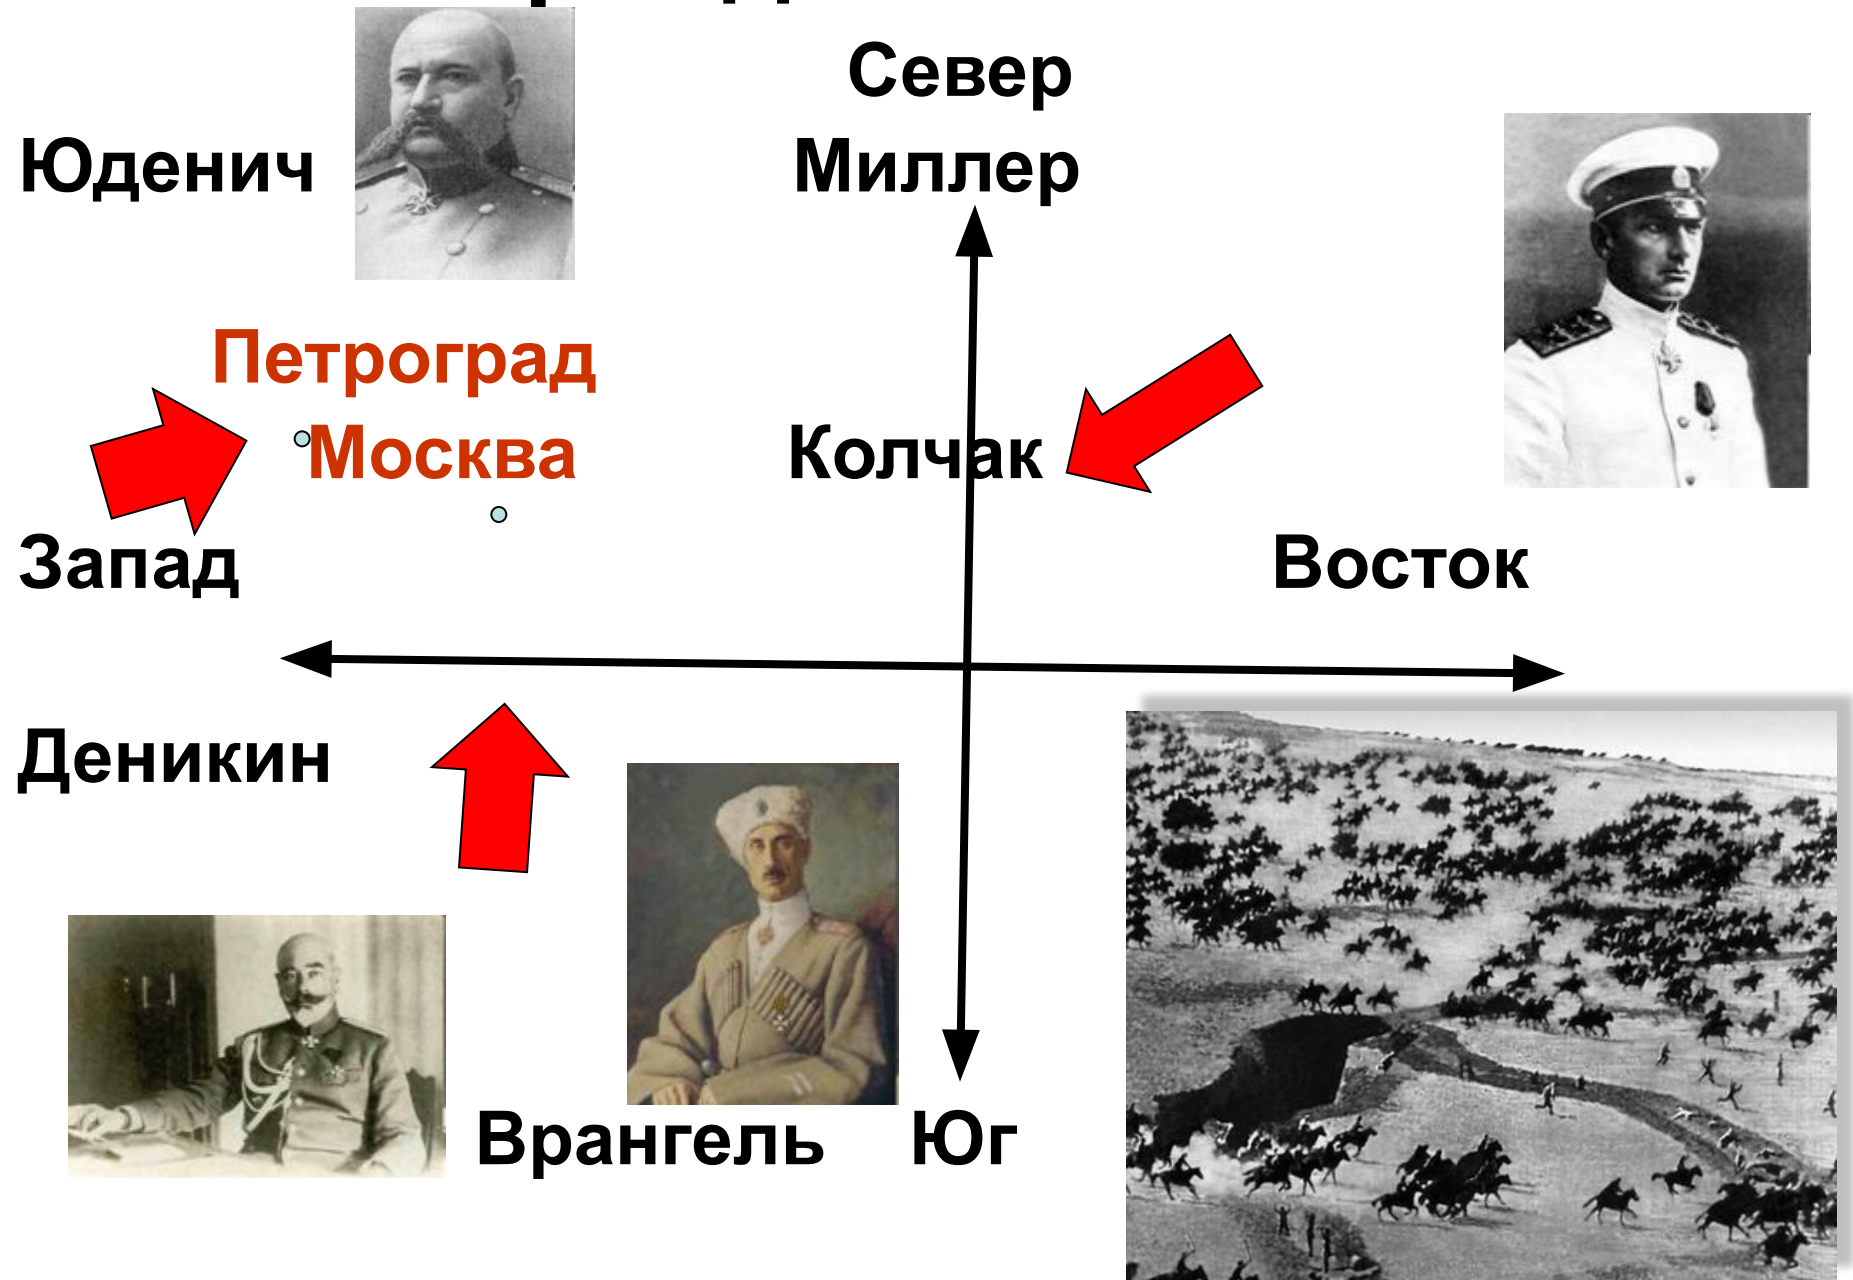 Север
Юденич
Миллер
Петроград
Москва
Колчак
Запад
Восток
Деникин
Врангель
Юг